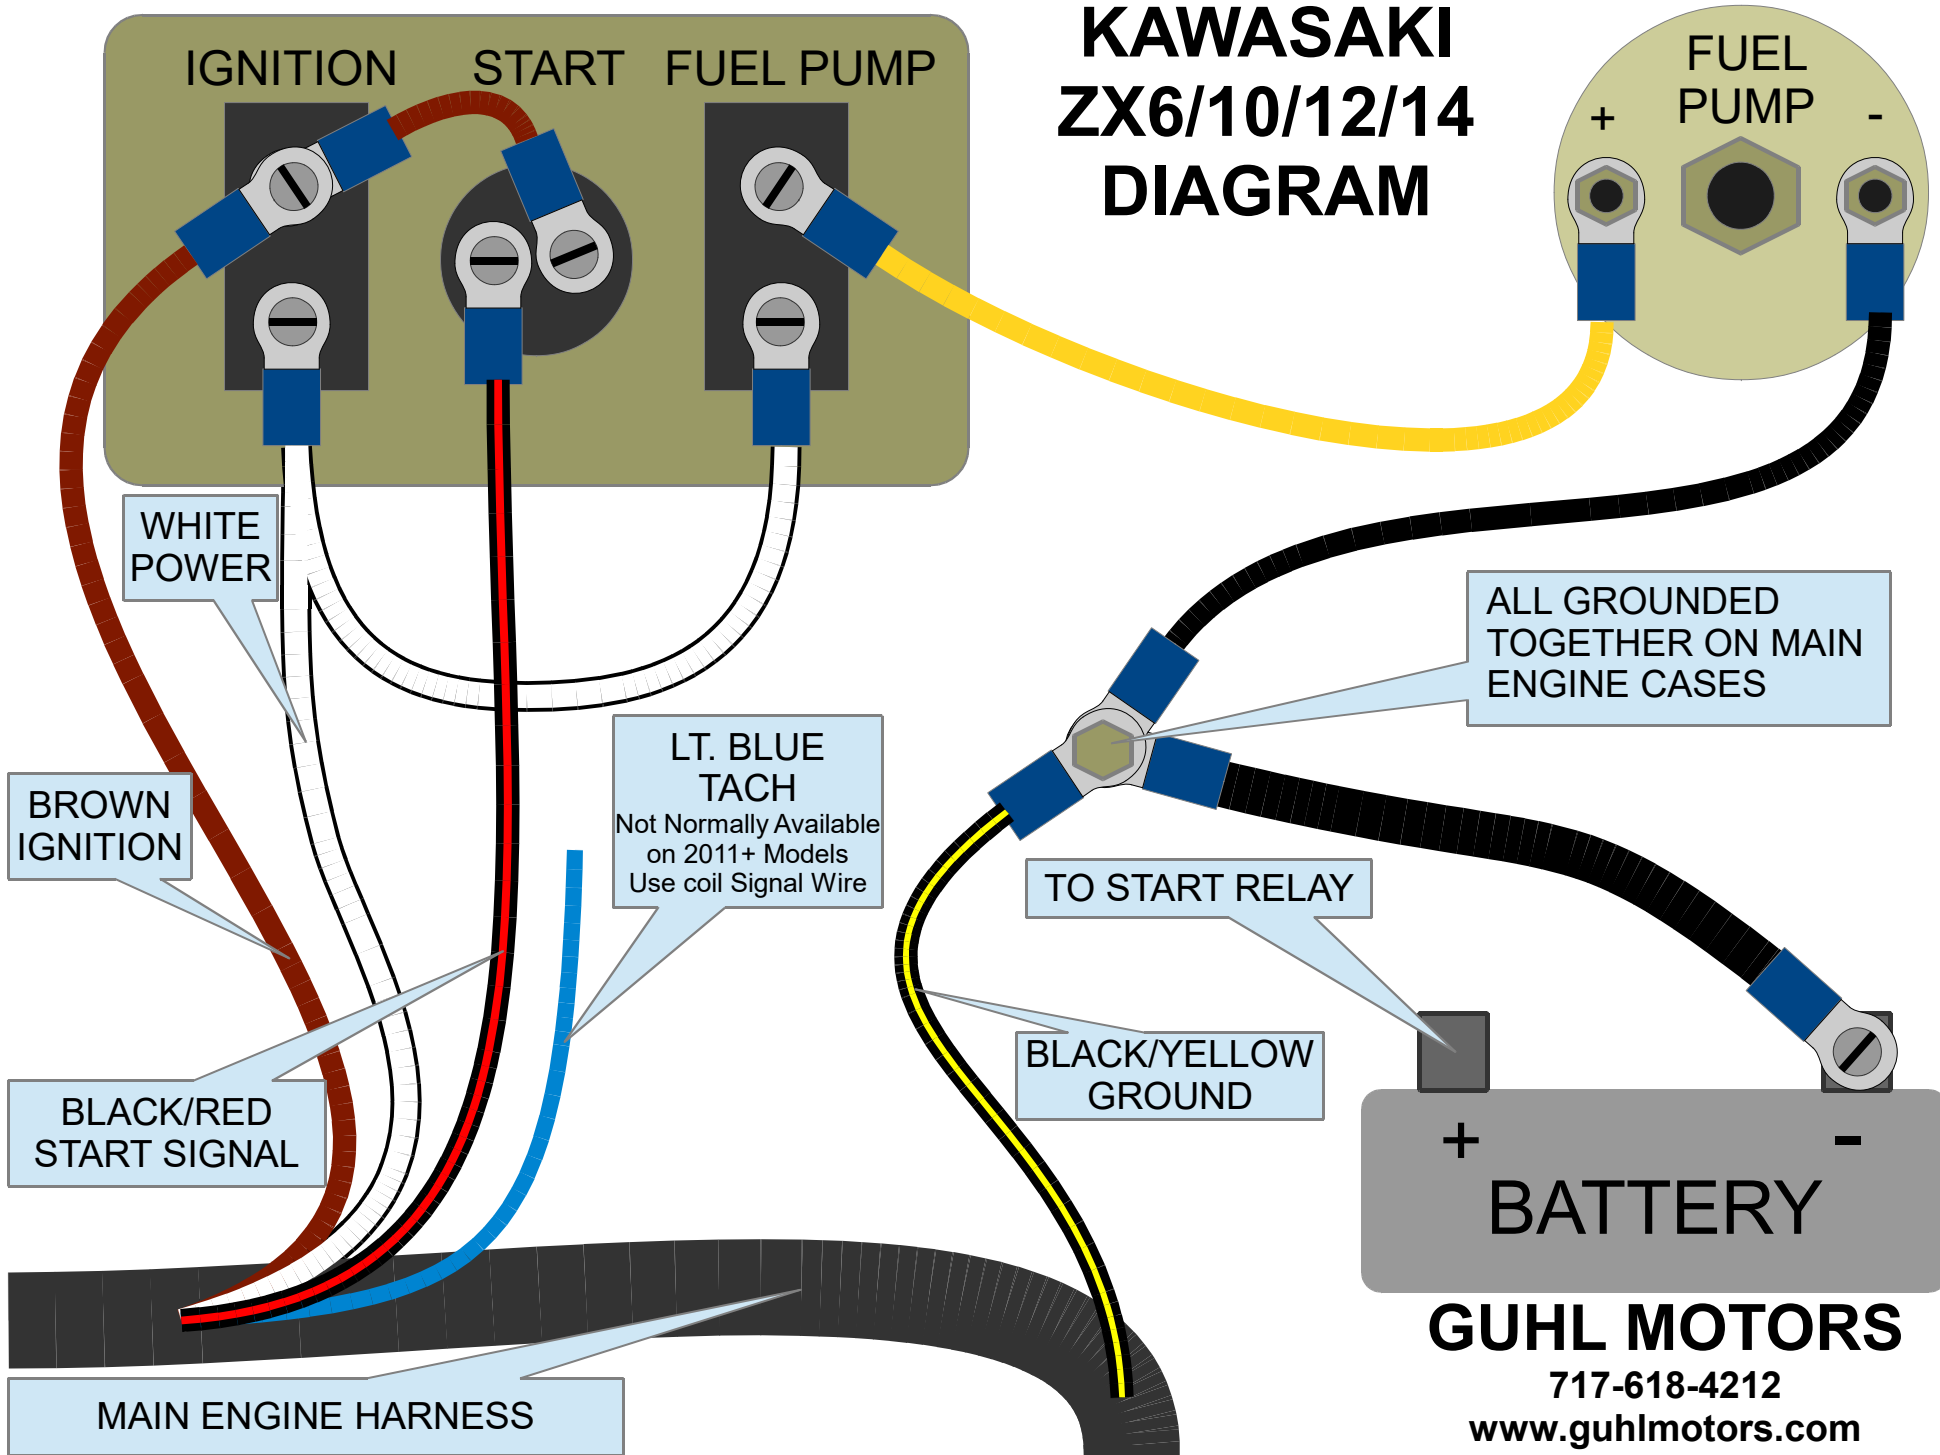 KAWASAKI
ZX6/10/12/14
DIAGRAM
IGNITION
START
FUEL PUMP
FUEL
PUMP
+
-
WHITE
POWER
ALL GROUNDED
TOGETHER ON MAIN
ENGINE CASES
LT. BLUE
TACH
Not Normally Available
on 2011+ Models
Use coil Signal Wire
BROWN
IGNITION
TO START RELAY
BLACK/YELLOW
GROUND
BLACK/RED
START SIGNAL
+
-
BATTERY
MAIN ENGINE HARNESS
GUHL MOTORS
717-618-4212
www.guhlmotors.com